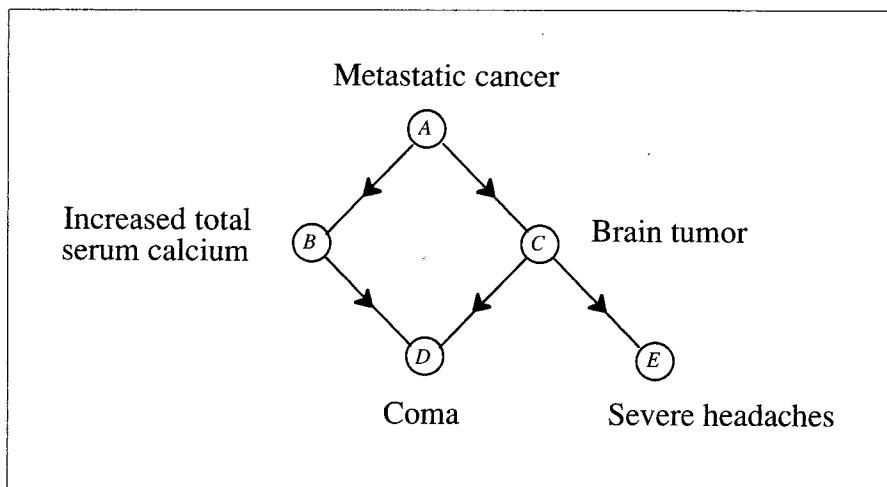 Metastatic cancer
A
Increased total
serum calcium
B
C
Brain tumor
D
E
Coma
Severe headaches